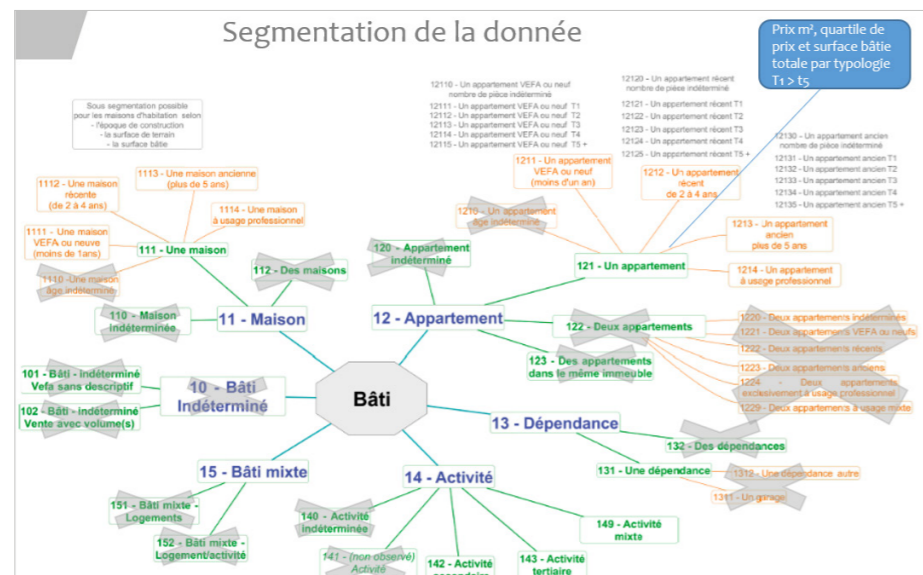 Segmentation de la donnée
Prix m², quartile de
prix et surface bâtie
totale par typologie
T1 > t5
Sous segmentation possible
pour les maisons d'habitation selon
- l'époque de construction
- la surface de terrain
- la surface bâtie
12110 - Un appartement VEFA ou neuf
nombre de pièce indéterminé
12111 - Un appartement VEFA ou neuf T1
12112 - Un appartement VEFA ou neuf T2
12113 - Un appartement VEFA ou neuf T3
12114 - Un appartement VEFA ou neuf T4
12115 - Un appartement VEFA ou neuf T5 +
12120 - Un appartement récent
nombre de pièce indéterminé
12121 - Un appartement récent T1
12122 - Un appartement récent T2
12123 - Un appartement récent T3
12124 - Un appartement récent T4
12125 - Un appartement récent T5 +
12130 - Un appartement ancien
nombre de pièce indéterminé
12131 - Un appartement ancien T1
12132 - Un appartement ancien T2
12133 - Un appartement ancien T3
12134 - Un appartement ancien T4
12135 - Un appartement ancien T5 +
1113 - Une maison ancienne
(plus de 5 ans)
1112 - Une maison
récente
(de 2 à 4 ans)
1114 - Une maison
à usage professionnel
1111 - Une maison
VEFA ou neuve
(moins de 1ans)
111 - Une maison
1110 - Une maison
âge indéterminé
112 - Des maisons
110 - Maison
indéterminée
11 - Maison
1211 - Un appartement
VEFA ou neuf
(moins d'un an)
1212 - Un appartement
récent
de 2 à 4 ans
1210 - Un appartement
âge indéterminé
1213 - Un appartement
ancien
plus de 5 ans
120 - Appartement
indéterminé
121 - Un appartement
1214 - Un appartement
à usage professionnel
12 - Appartement
122 - Deux appartements
1220 - Deux appartements indéterminés
1221 - Deux appartements VEFA ou neufs
1222 - Deux appartements récents
1223 - Deux appartements anciens
1224 - Deux appartements
exclusivement à usage professionnel
1229 - Deux appartements à usage mixte
123 - Des appartements
dans le même immeuble
101 - Bâti - indéterminé
Vefa sans descriptif
102 - Bâti - indéterminé
Vente avec volume(s)
10 - Bâti
Indéterminé
Bâti
13 - Dépendance
132 - Des dépendances
131 - Une dépendance
1312 - Une dépendance autre
1311 - Un garage
15 - Bâti mixte
151 - Bâti mixte -
Logements
152 - Bâti mixte -
Logement/activité
14 - Activité
140 - Activité
indéterminée
141 - (non observé)
Activité
142 - Activité
143 - Activité
tertiaire
149 - Activité
mixte